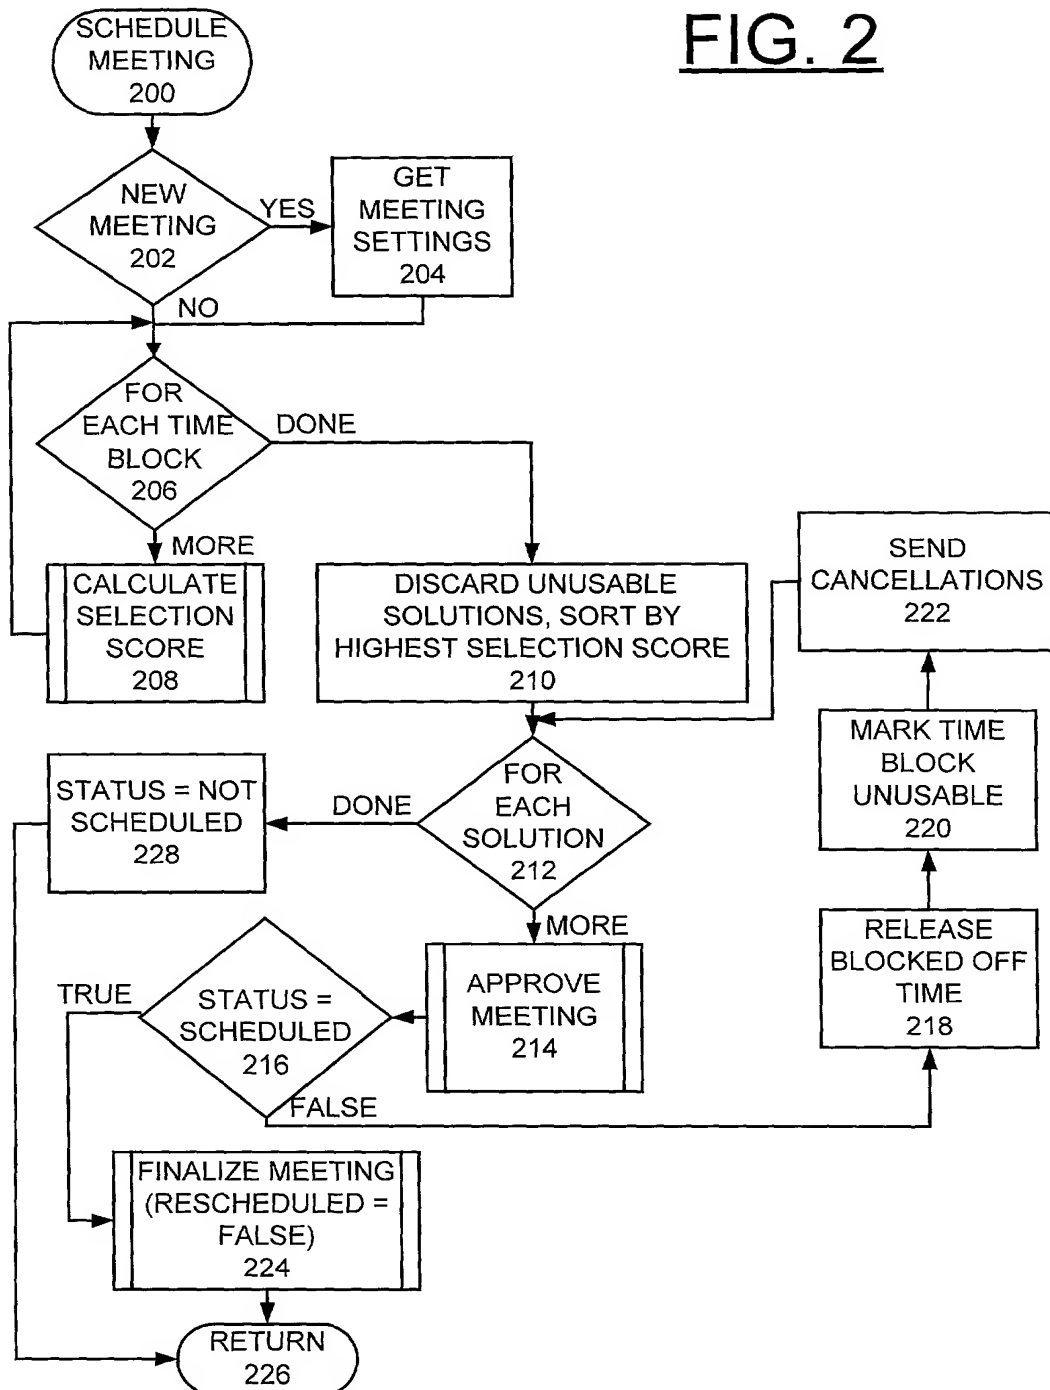 FIG. 2
SCHEDULE
MEETING
200
NEW
MEETING
202
YES
GET
MEETING
SETTINGS
204
NO
FOR
EACH TIME
BLOCK
206
DONE
MORE
CALCULATE
SELECTION
SCORE
208
DISCARD UNUSABLE
SOLUTIONS, SORT BY
HIGHEST SELECTION SCORE
210
SEND
CANCELLATIONS
222
MARK TIME
BLOCK
UNUSABLE
220
FOR
EACH
SOLUTION
212
DONE
STATUS = NOT
SCHEDULED
228
MORE
APPROVE
MEETING
214
RELEASE
BLOCKED OFF
TIME
218
STATUS =
SCHEDULED
216
TRUE
FALSE
FINALIZE MEETING
(RESCHEDULED =
FALSE)
224
RETURN
226